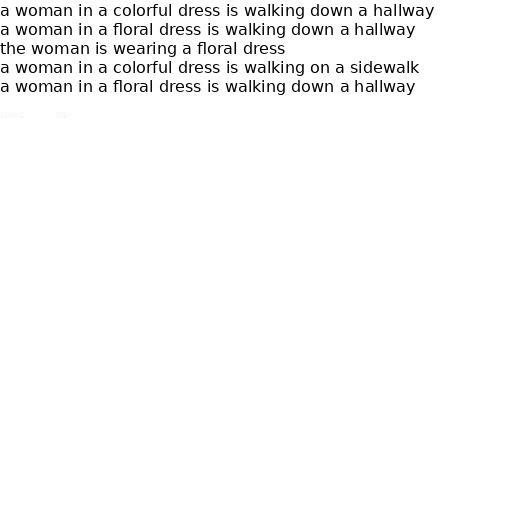 a woman in a colorful dress is walking down a hallway
a woman in a floral dress is walking down a hallway
the woman is wearing a floral dress
a woman in a colorful dress is walking on a sidewalk
a woman in a floral dress is walking down a hallway